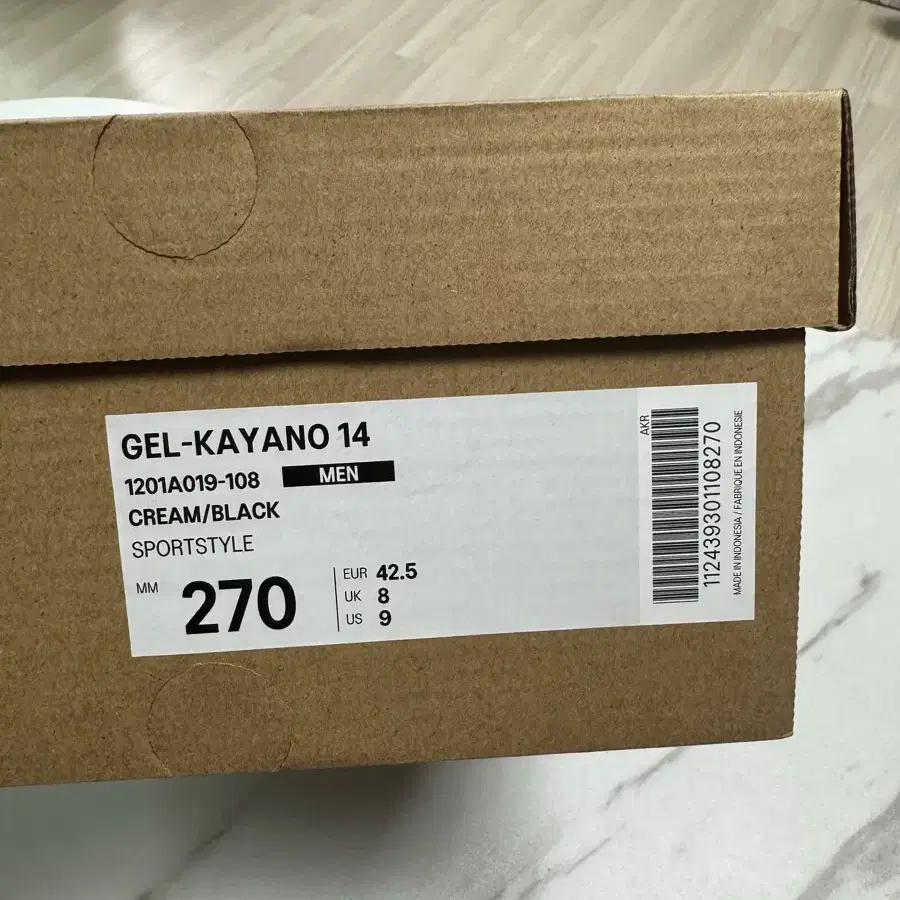 GEL-KAYANO 14
1201A019-108 MEN
CREAM/BLACK
SPORTSTYLE
MM 270
EUR 42.5
UK 8
US 9
AKR
112439301108270
MADE IN INDONESIA / FABRIQUE EN INDONESIE